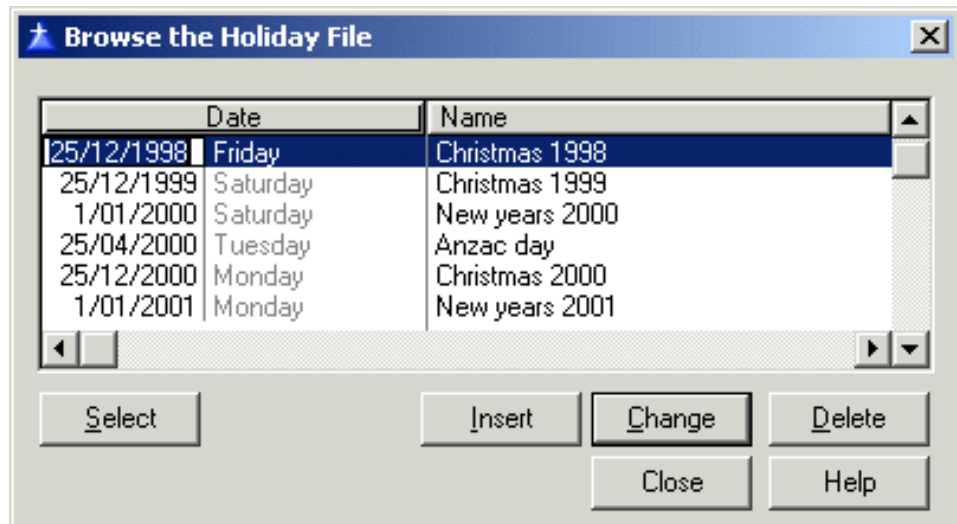 Browse the Holiday File
Date Name
25/12/1998 Friday Christmas 1998
25/12/1999 Saturday Christmas 1999
1/01/2000 Saturday New years 2000
25/04/2000 Tuesday Anzac day
25/12/2000 Monday Christmas 2000
1/01/2001 Monday New years 2001
Select Insert Change Delete
Close Help